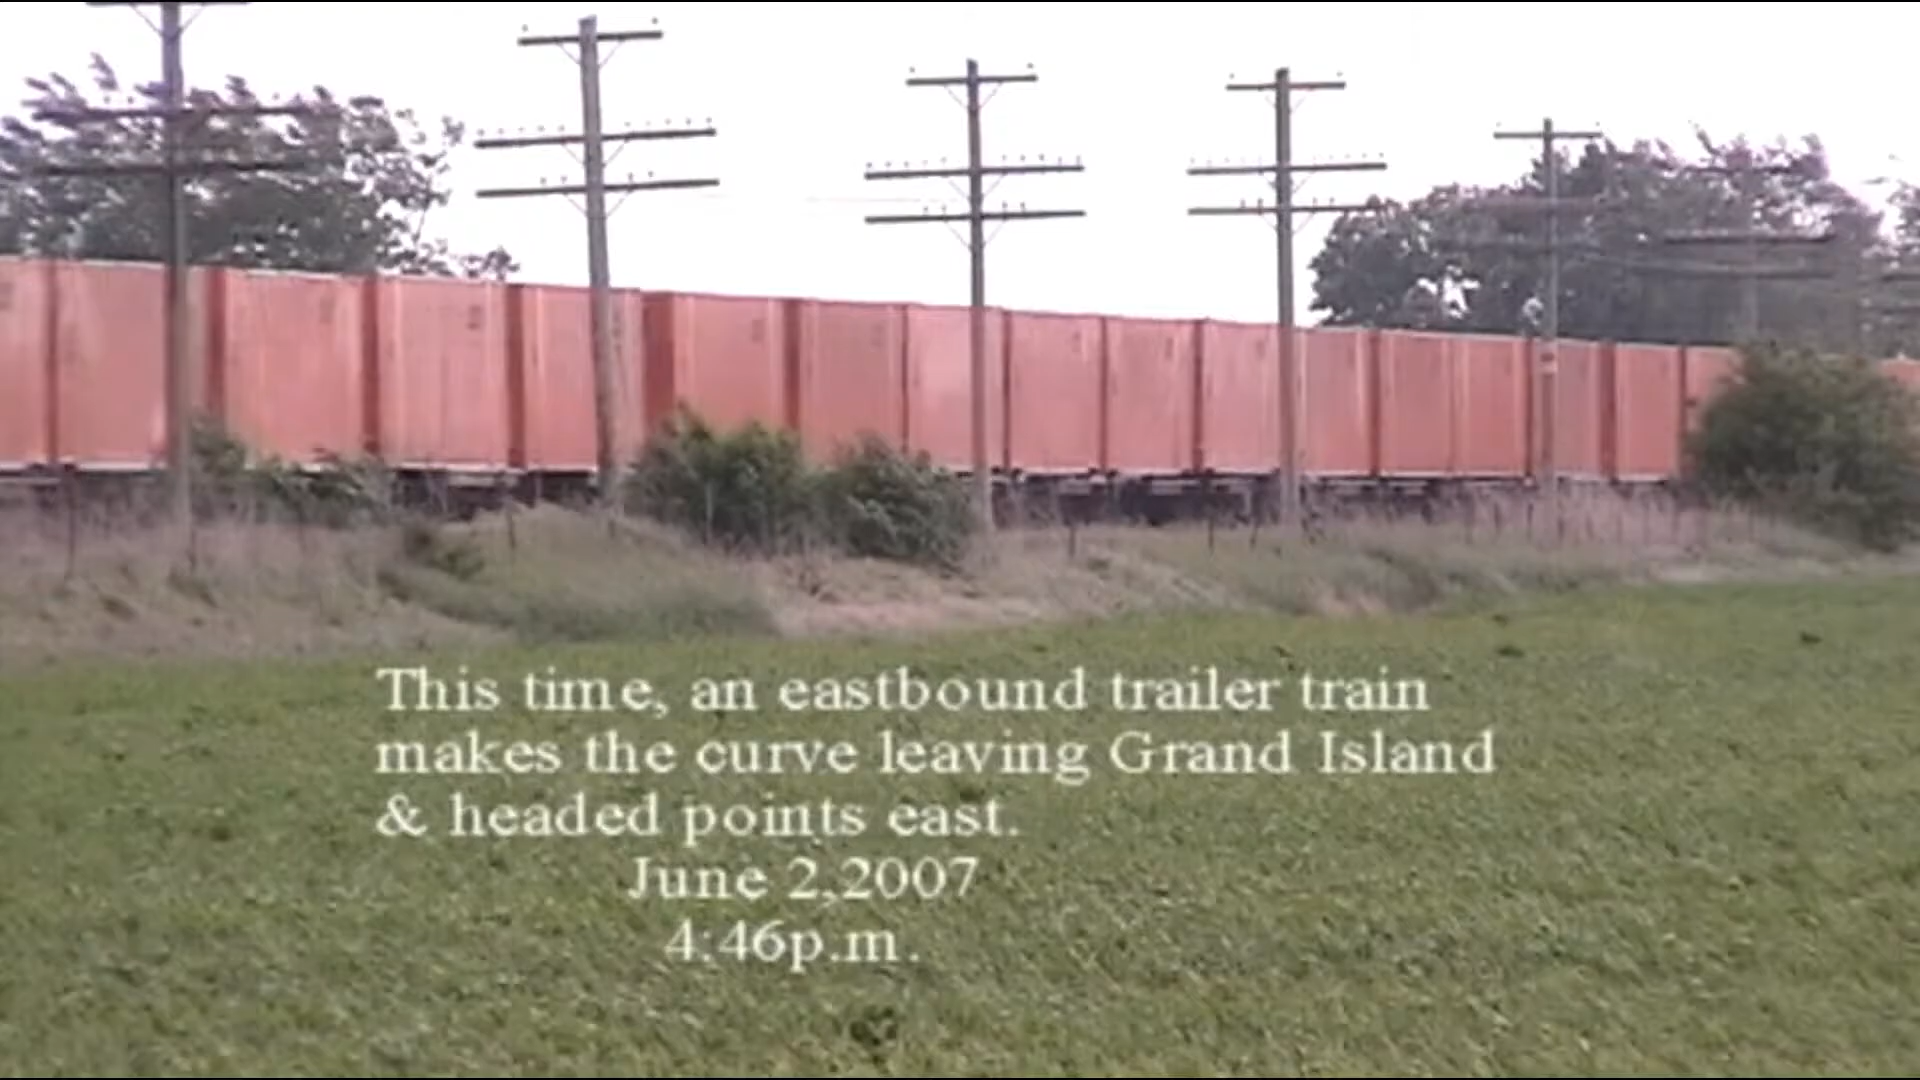 This time, an eastbound trailer train
makes the curve leaving Grand Island
& headed points east.
June 2,2007
4:46p.m.